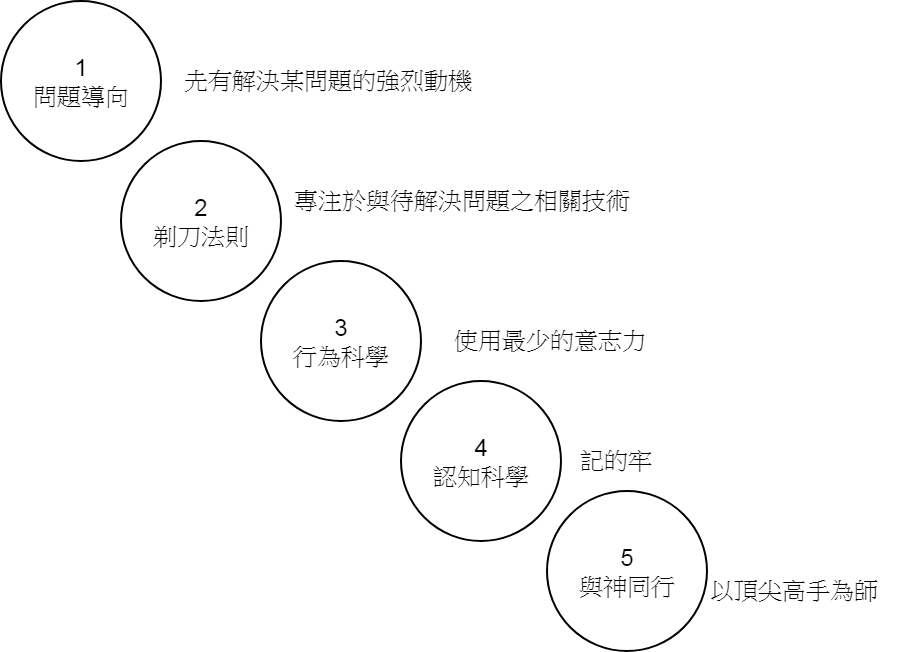 1
問題導向
先有解決某問題的強烈動機
2
剃刀法則
專注於與待解決問題之相關技術
3
行為科學
使用最少的意志力
4
認知科學
記的牢
5
與神同行
以頂尖高手為師